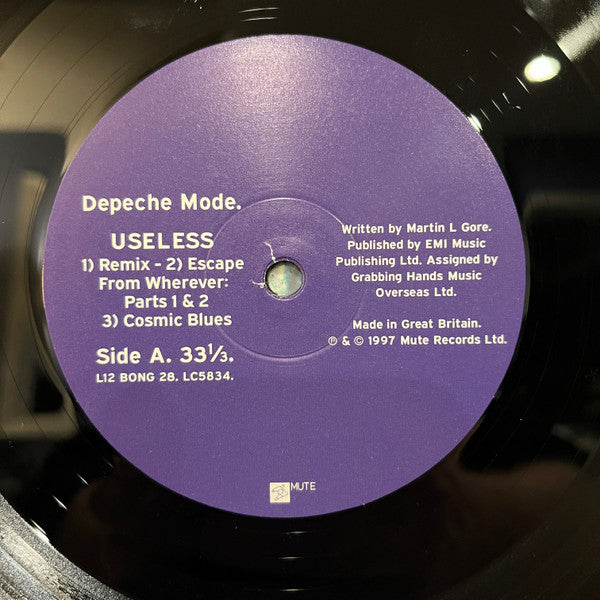 Depeche Mode.
USELESS
1) Remix - 2) Escape
From Wherever:
Parts 1 & 2
3) Cosmic Blues
Side A. 33⅓.
L12 BONG 28. LC5834.
Written by Martin L Gore.
Published by EMI Music
Publishing Ltd. Assigned by
Grabbing Hands Music
Overseas Ltd.
Made in Great Britain.
℗ & © 1997 Mute Records Ltd.
MUTE